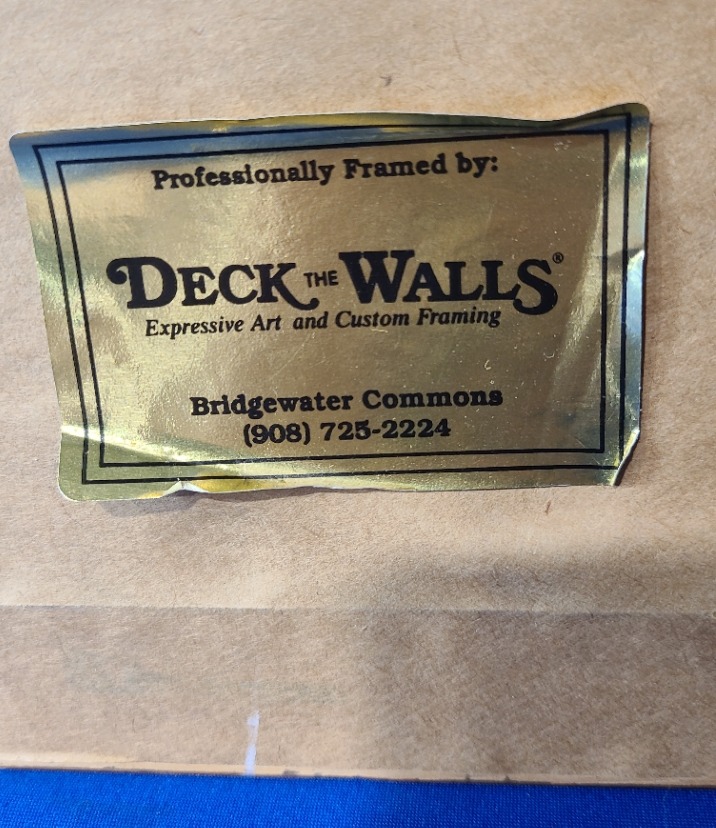 Professionally Framed by:
DECK THE WALLS®
Expressive Art and Custom Framing
Bridgewater Commons
(908) 725-2224